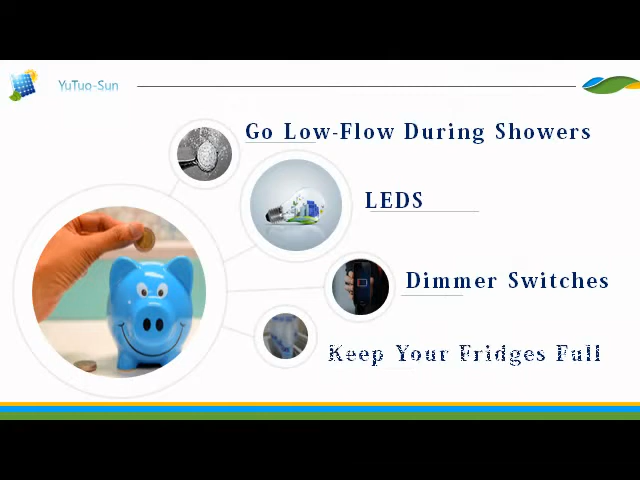 YuTuo-Sun
Go Low-Flow During Showers
LEDS
Dimmer Switches
Keep Your Fridges Full